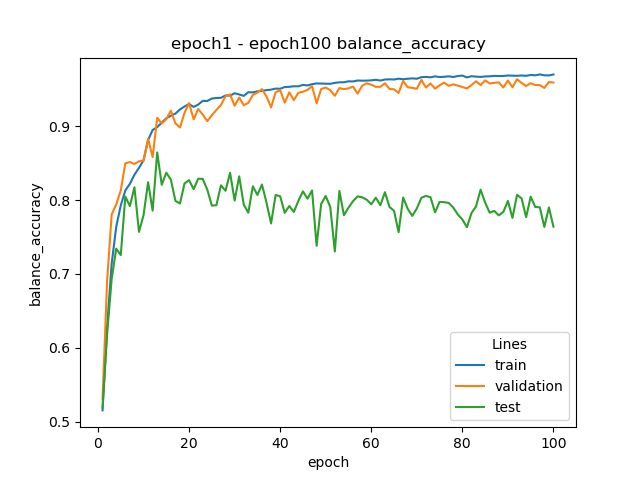 epoch1 - epoch100 balance_accuracy
balance_accuracy
0.9
0.8
0.7
0.6
0.5
0
20
40
60
80
100
epoch
Lines
train
validation
test